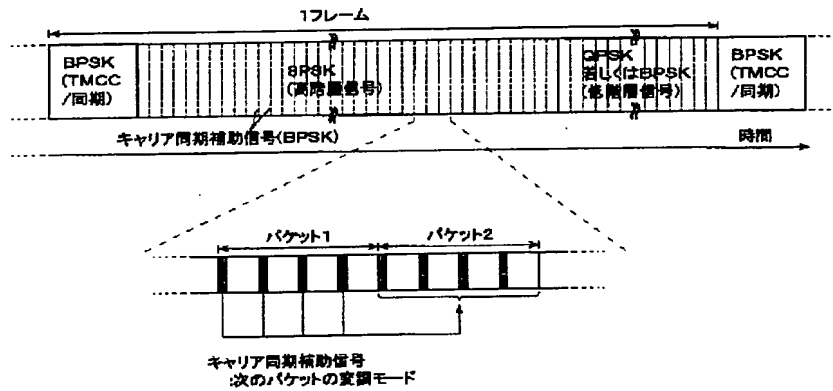 1フレーム
BPSK
(TMCC
/同期)
8PSK
(高階層信号)
QPSK
若しくはBPSK
(低階層信号)
BPSK
(TMCC
/同期)
キャリア同期補助信号(BPSK)
時間
パケット1
パケット2
キャリア同期補助信号
:次のパケットの変調モード